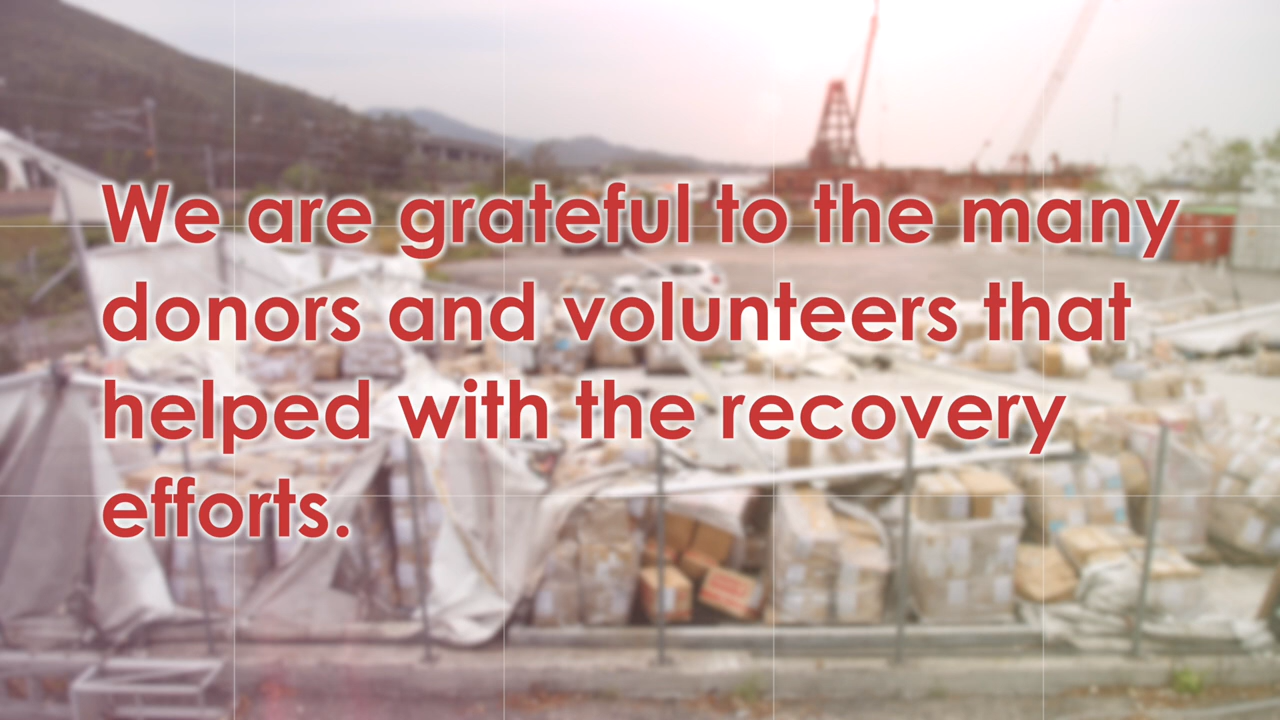 We are grateful to the many
donors and volunteers that
helped with the recovery
efforts.